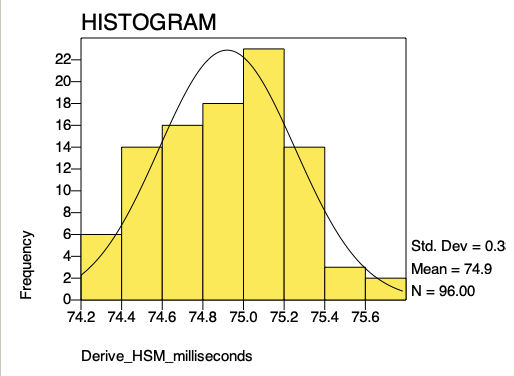 HISTOGRAM
22
20
18
16
14
12
10
8
6
4
2
0
Frequency
74.2 74.4 74.6 74.8 75.0 75.2 75.4 75.6
Std. Dev = 0.3
Mean = 74.9
N = 96.00
Derive_HSM_milliseconds